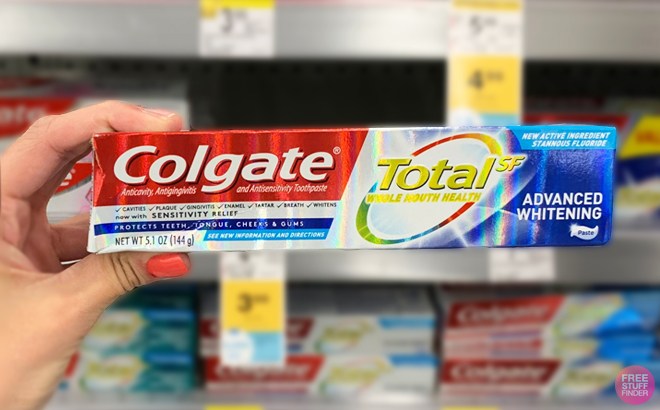 Colgate®
Anticavity, Antigingivitis
and Antisensitivity Toothpaste
✓ CAVITIES ✓ PLAQUE ✓ GINGIVITIS ✓ ENAMEL ✓ TARTAR ✓ BREATH ✓ WHITENS
now with SENSITIVITY RELIEF
PROTECTS TEETH, TONGUE, CHEEKS & GUMS
NET WT 5.1 OZ (144 g)
SEE NEW INFORMATION AND DIRECTIONS
Total SF
WHOLE MOUTH HEALTH
NEW ACTIVE INGREDIENT
STANNOUS FLUORIDE
ADVANCED
WHITENING
Paste
Colgate
Colgate
Colgate
Colgate
FREE
STUFF
FINDER